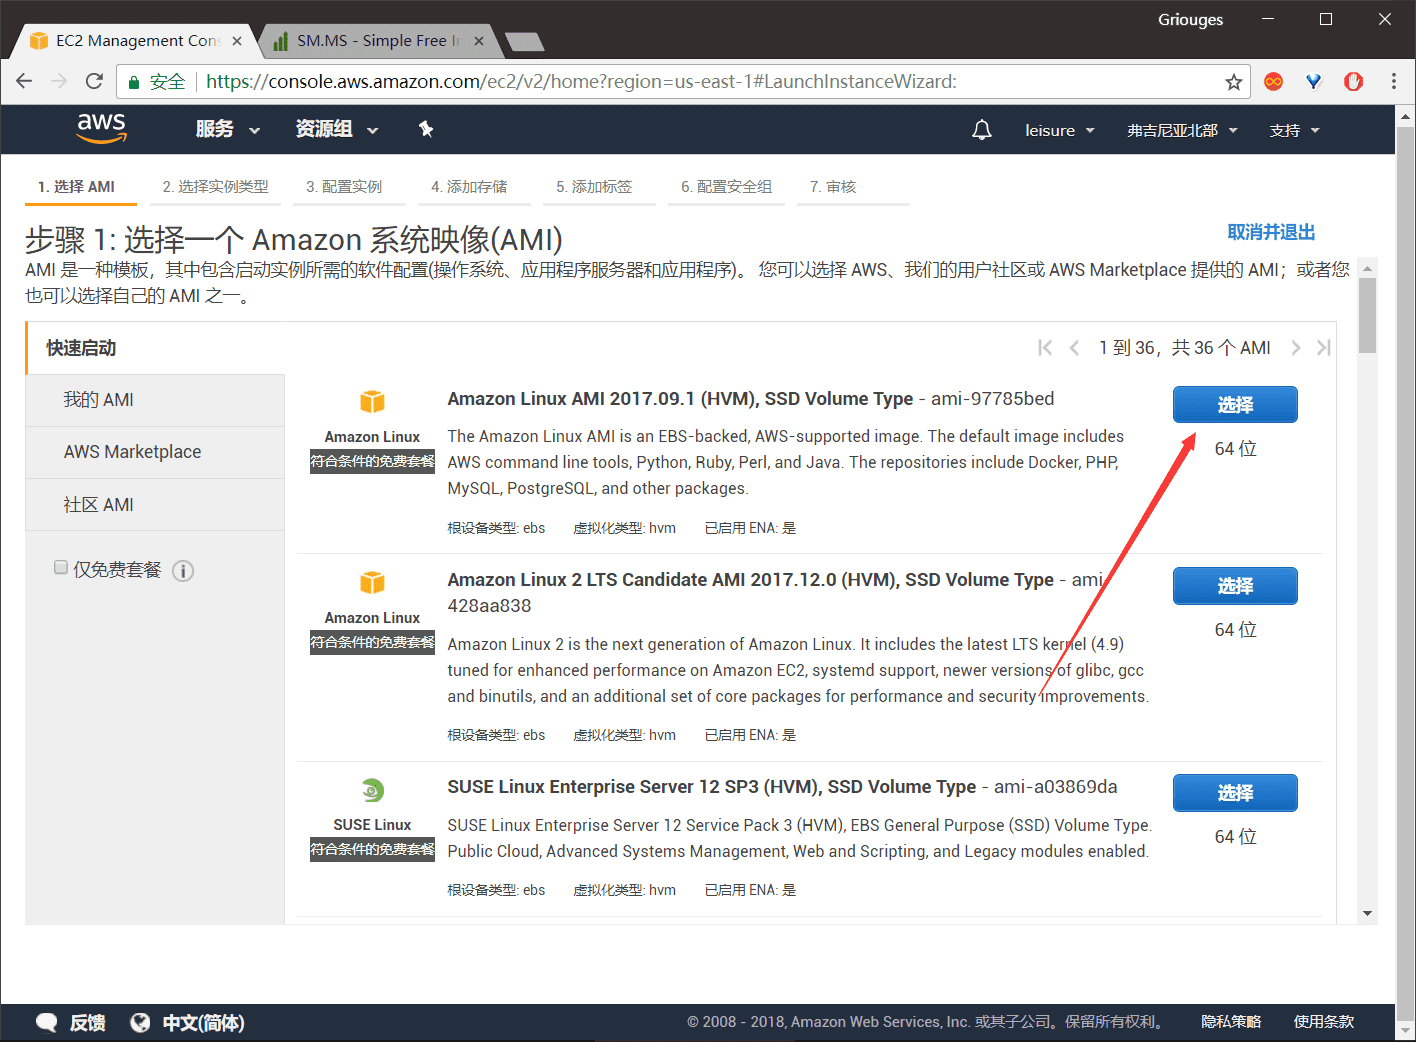 Griouges
EC2 Management Con
SM.MS - Simple Free I
安全
https://console.aws.amazon.com/ec2/v2/home?region=us-east-1#LaunchInstanceWizard:
aws
服务
资源组
leisure
弗吉尼亚北部
支持
1. 选择 AMI
2. 选择实例类型
3. 配置实例
4. 添加存储
5. 添加标签
6. 配置安全组
7. 审核
步骤 1: 选择一个 Amazon 系统映像(AMI)
取消并退出
AMI 是一种模板，其中包含启动实例所需的软件配置(操作系统、应用程序服务器和应用程序)。 您可以选择 AWS、我们的用户社区或 AWS Marketplace 提供的 AMI；或者您
也可以选择自己的 AMI 之一。
快速启动
1 到 36，共 36 个 AMI
我的 AMI
AWS Marketplace
社区 AMI
仅免费套餐
Amazon Linux
符合条件的免费套餐
Amazon Linux AMI 2017.09.1 (HVM), SSD Volume Type - ami-97785bed
The Amazon Linux AMI is an EBS-backed, AWS-supported image. The default image includes
AWS command line tools, Python, Ruby, Perl, and Java. The repositories include Docker, PHP,
MySQL, PostgreSQL, and other packages.
根设备类型: ebs 虚拟化类型: hvm 已启用 ENA: 是
选择
64 位
Amazon Linux
符合条件的免费套餐
Amazon Linux 2 LTS Candidate AMI 2017.12.0 (HVM), SSD Volume Type - ami-
428aa838
Amazon Linux 2 is the next generation of Amazon Linux. It includes the latest LTS kernel (4.9)
tuned for enhanced performance on Amazon EC2, systemd support, newer versions of glibc, gcc
and binutils, and an additional set of core packages for performance and security improvements.
根设备类型: ebs 虚拟化类型: hvm 已启用 ENA: 是
选择
64 位
SUSE Linux
符合条件的免费套餐
SUSE Linux Enterprise Server 12 SP3 (HVM), SSD Volume Type - ami-a03869da
SUSE Linux Enterprise Server 12 Service Pack 3 (HVM), EBS General Purpose (SSD) Volume Type.
Public Cloud, Advanced Systems Management, Web and Scripting, and Legacy modules enabled.
根设备类型: ebs 虚拟化类型: hvm 已启用 ENA: 是
选择
64 位
反馈
中文(简体)
© 2008 - 2018, Amazon Web Services, Inc. 或其子公司。保留所有权利。
隐私策略
使用条款